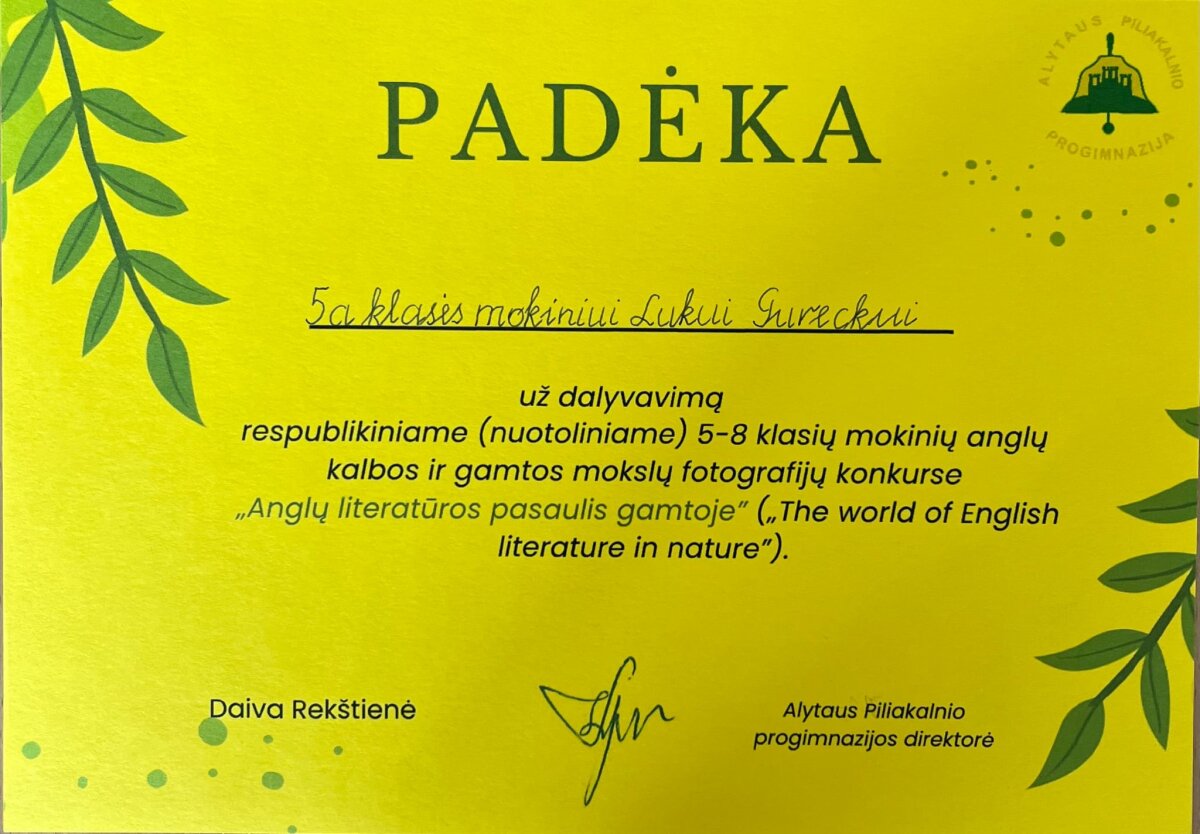 ALYTAUS PILIAKALNIO
PROGIMNAZIJA
PADĖKA
5a klasės mokiniui Lukui Gureckui
už dalyvavimą
respublikiniame (nuotoliniame) 5-8 klasių mokinių anglų
kalbos ir gamtos mokslų fotografijų konkurse
„Anglų literatūros pasaulis gamtoje” („The world of English
literature in nature”).
Daiva Rekštienė
Alytaus Piliakalnio
progimnazijos direktorė